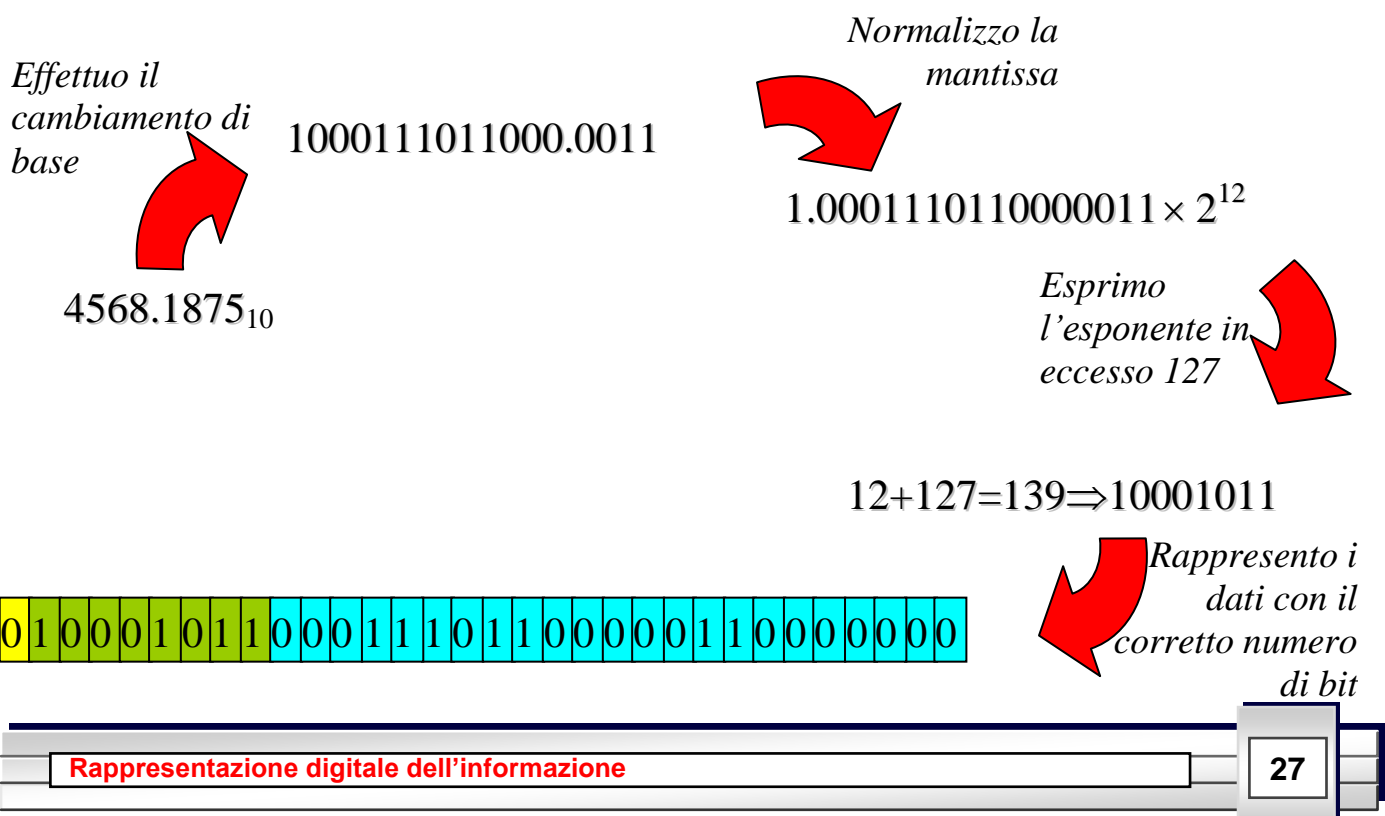 Normalizzo la
mantissa
Effettuo il
cambiamento di
base
1000111011000.0011
1.0001110110000011 × 2^12
4568.1875₁₀
Esprimo
l’esponente in
eccesso 127
12+127=139⇒10001011
Rappresento i
dati con il
corretto numero
di bit
0 1 0 0 0 1 0 1 1 0 0 0 1 1 1 0 1 1 0 0 0 0 0 1 1 0 0 0 0 0 0 0
Rappresentazione digitale dell’informazione
27